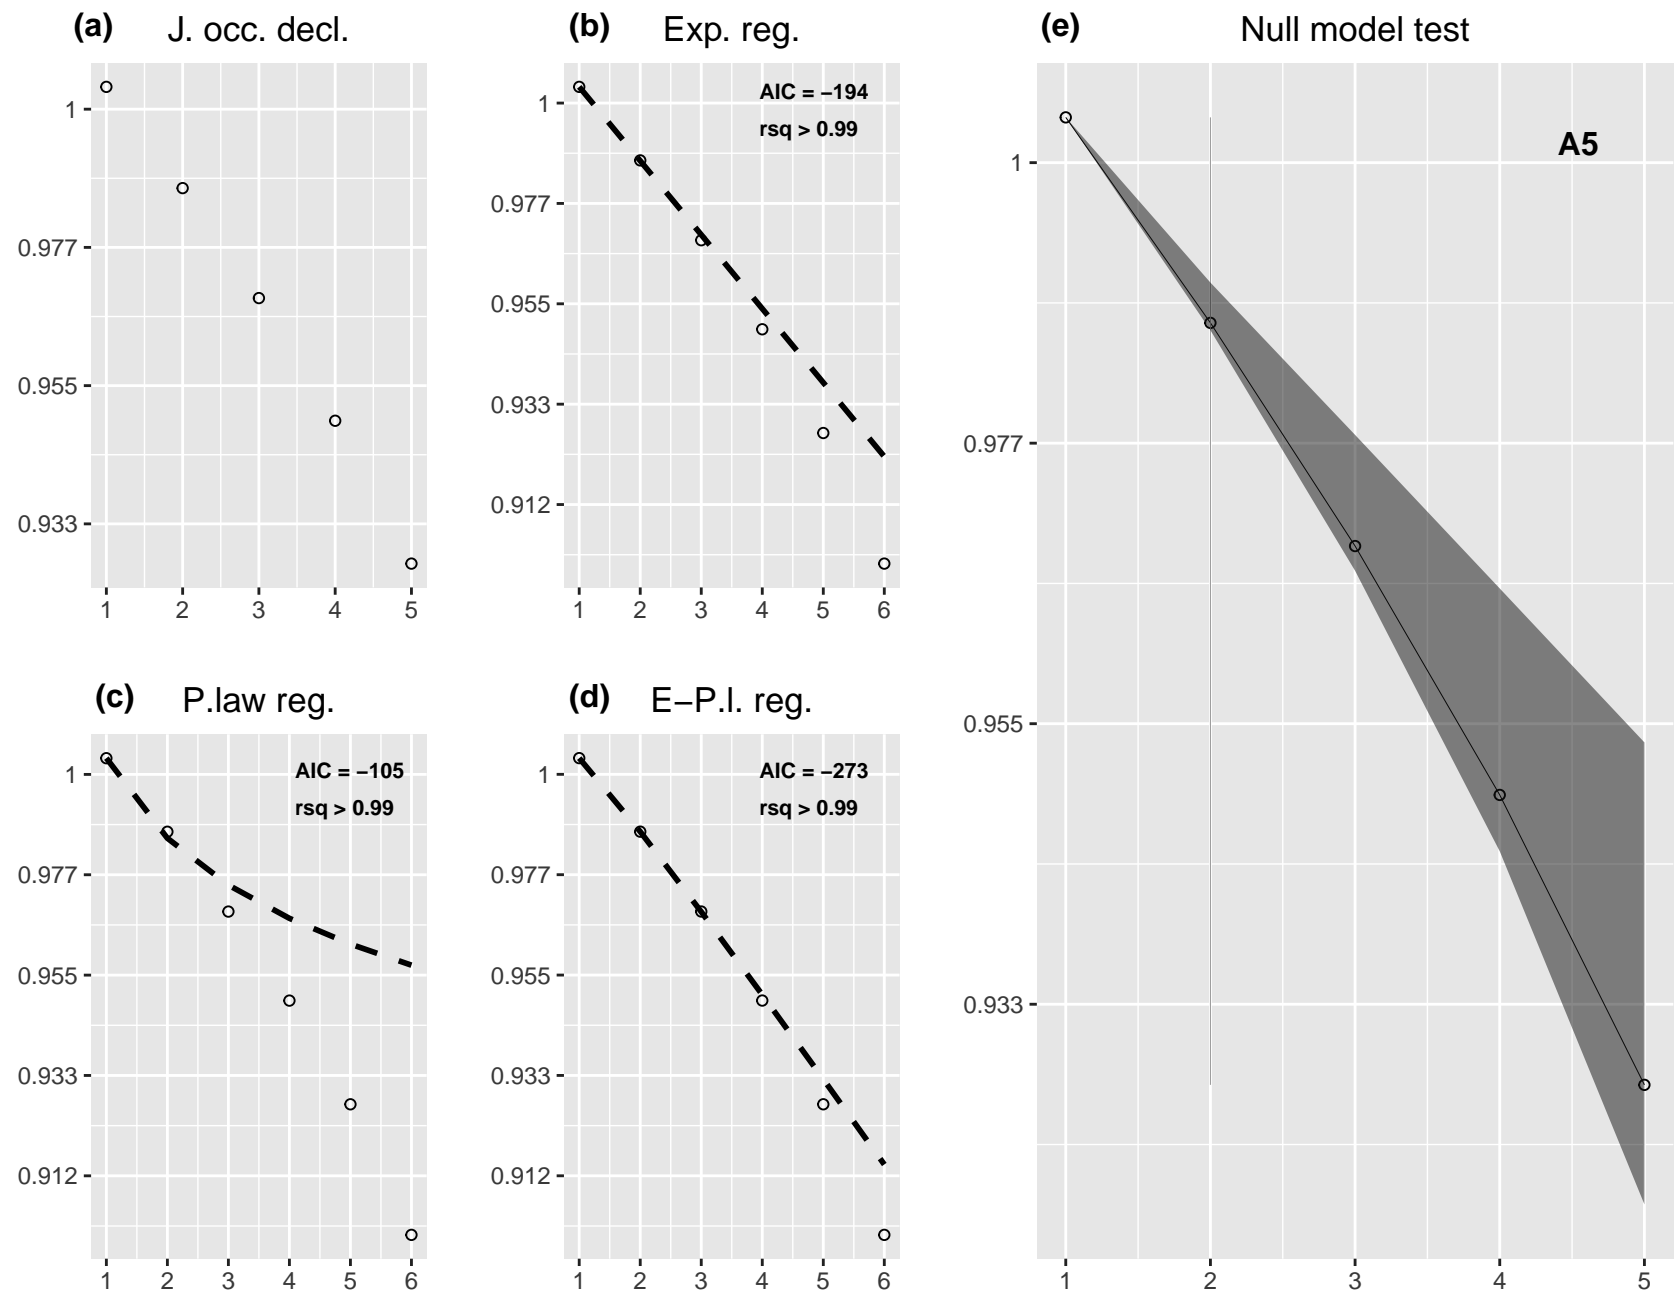 (a) J. occ. decl.
1
0.977
0.955
0.933
1 2 3 4 5
(b) Exp. reg.
AIC = −194
rsq > 0.99
1
0.977
0.955
0.933
0.912
1 2 3 4 5 6
(c) P.law reg.
AIC = −105
rsq > 0.99
1
0.977
0.955
0.933
0.912
1 2 3 4 5 6
(d) E−P.l. reg.
AIC = −273
rsq > 0.99
1
0.977
0.955
0.933
0.912
1 2 3 4 5 6
(e) Null model test
A5
1
0.977
0.955
0.933
1 2 3 4 5